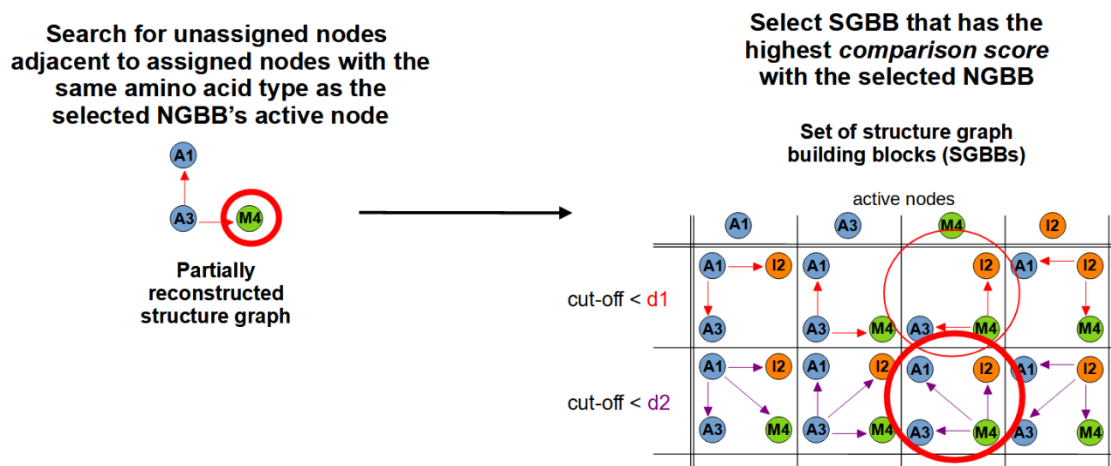 Search for unassigned nodes
adjacent to assigned nodes with the
same amino acid type as the
selected NGBB's active node
A1
A3
M4
Partially
reconstructed
structure graph
Select SGBB that has the
highest comparison score
with the selected NGBB
Set of structure graph
building blocks (SGBBs)
active nodes
A1 A3 M4 I2
cut-off < d1
A1 I2 A1 I2 A1 I2
A3 A3 M4 A3 M4 M4
cut-off < d2
A1 I2 A1 I2 A1 I2 A1 I2
A3 M4 A3 M4 A3 M4 A3 M4